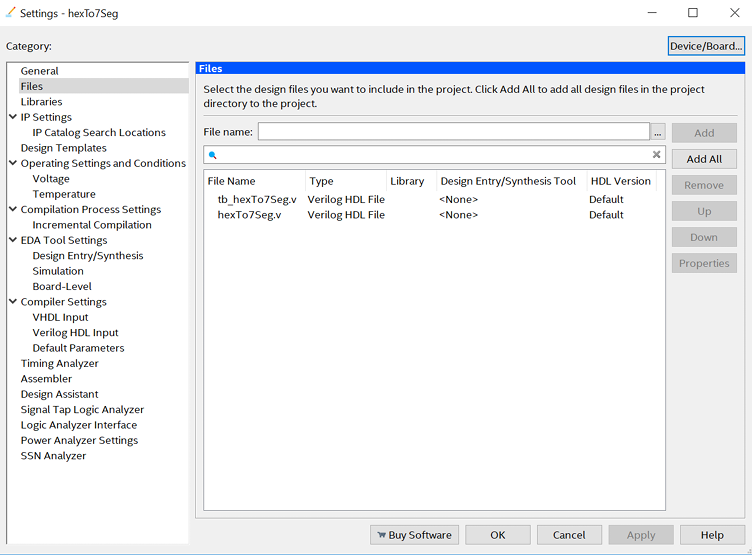 Settings - hexTo7Seg
Category:
Device/Board...
General
Files
Libraries
IP Settings
IP Catalog Search Locations
Design Templates
Operating Settings and Conditions
Voltage
Temperature
Compilation Process Settings
Incremental Compilation
EDA Tool Settings
Design Entry/Synthesis
Simulation
Board-Level
Compiler Settings
VHDL Input
Verilog HDL Input
Default Parameters
Timing Analyzer
Assembler
Design Assistant
Signal Tap Logic Analyzer
Logic Analyzer Interface
Power Analyzer Settings
SSN Analyzer
Files
Select the design files you want to include in the project. Click Add All to add all design files in the project
directory to the project.
File name:
...
Add
Add All
Remove
Up
Down
Properties
File Name Type Library Design Entry/Synthesis Tool HDL Version
tb_hexTo7Seg.v Verilog HDL File <None> Default
hexTo7Seg.v Verilog HDL File <None> Default
Buy Software
OK
Cancel
Apply
Help